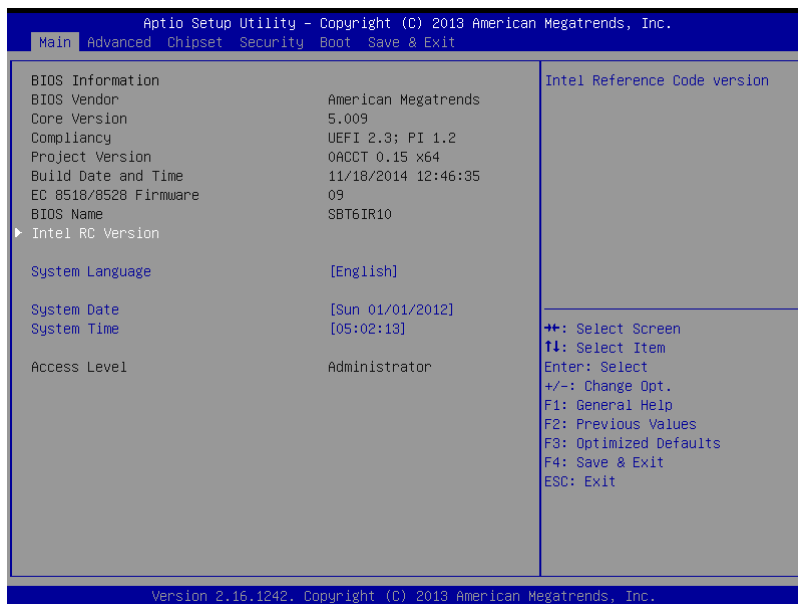 Aptio Setup Utility – Copyright (C) 2013 American Megatrends, Inc.
Main Advanced Chipset Security Boot Save & Exit
BIOS Information
BIOS Vendor American Megatrends
Core Version 5.009
Compliancy UEFI 2.3; PI 1.2
Project Version 0ACCT 0.15 x64
Build Date and Time 11/18/2014 12:46:35
EC 8518/8528 Firmware 09
BIOS Name SBT6IR10
▶ Intel RC Version
System Language [English]
System Date [Sun 01/01/2012]
System Time [05:02:13]
Access Level Administrator
Intel Reference Code version
→←: Select Screen
↑↓: Select Item
Enter: Select
+/-: Change Opt.
F1: General Help
F2: Previous Values
F3: Optimized Defaults
F4: Save & Exit
ESC: Exit
Version 2.16.1242. Copyright (C) 2013 American Megatrends, Inc.